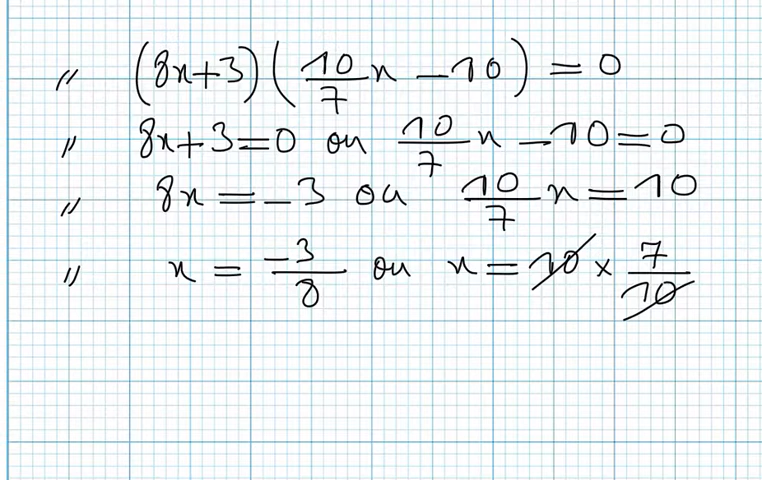 〃 (8x+3)(10/7 x - 10) = 0
〃 8x+3=0 ou 10/7 x - 10=0
〃 8x = -3 ou 10/7 x = 10
〃 x = -3/8 ou x = 10 × 7/10